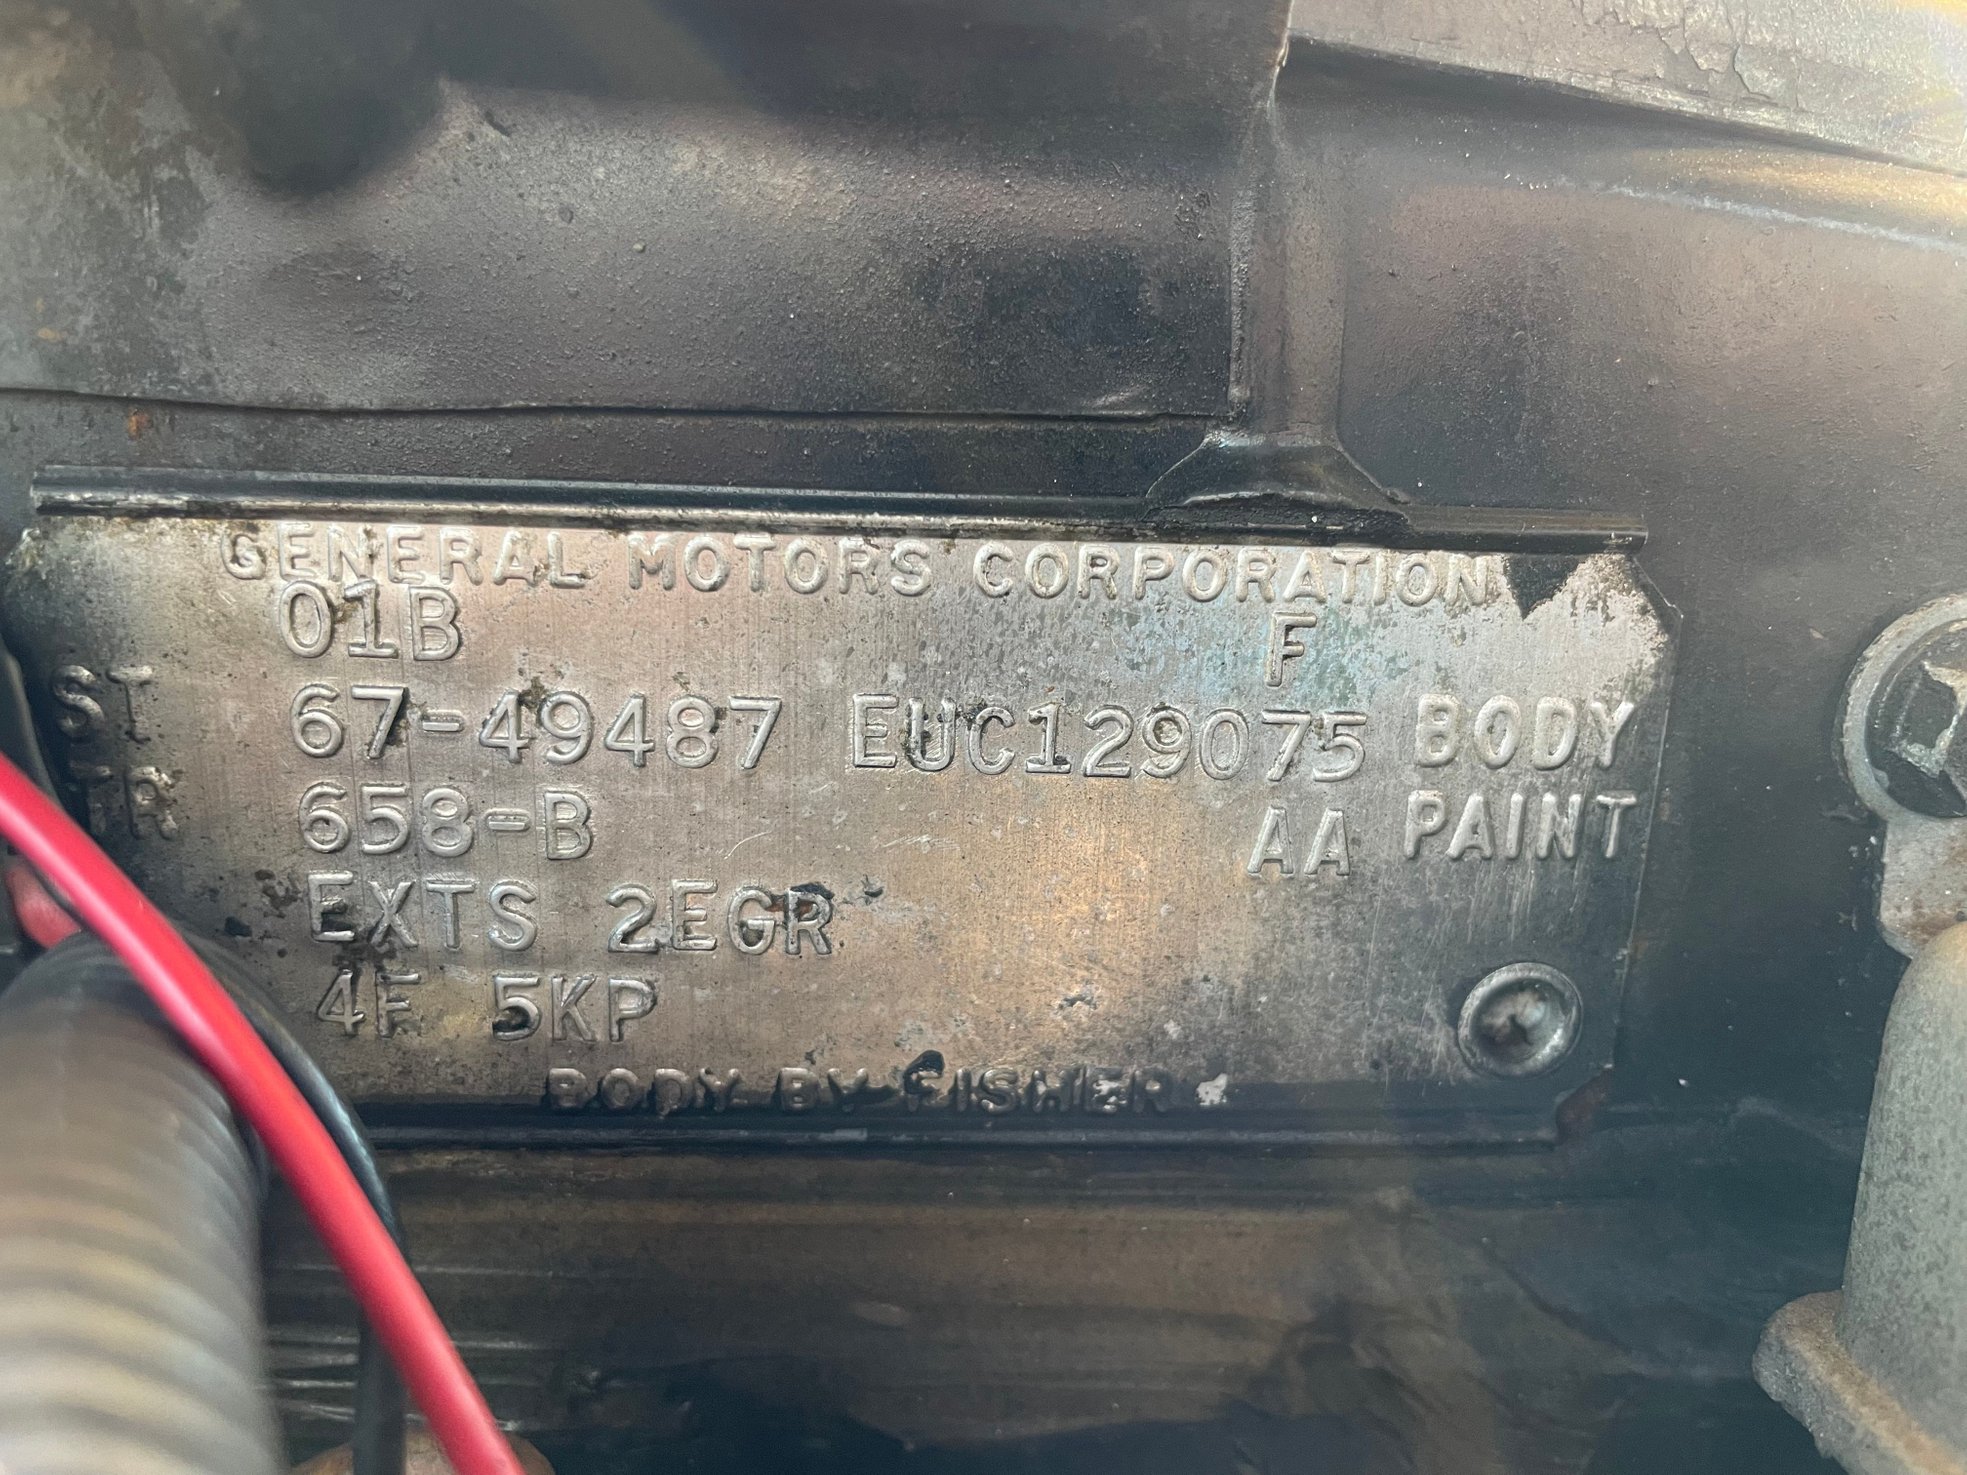 GENERAL MOTORS CORPORATION
01B F
ST 67-49487 EUC129075 BODY
TR 658-B AA PAINT
EXTS 2EGR
4F 5KP
BODY BY FISHER